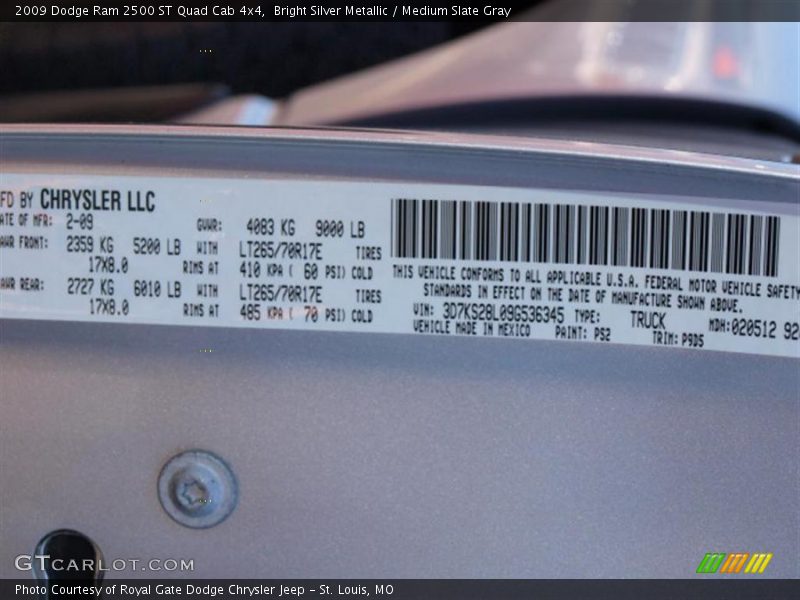 2009 Dodge Ram 2500 ST Quad Cab 4x4, Bright Silver Metallic / Medium Slate Gray
FD BY CHRYSLER LLC
ATE OF MFR: 2-09 GVWR: 4083 KG 9000 LB
AWR FRONT: 2359 KG 5200 LB WITH LT265/70R17E TIRES
17X8.0 RIMS AT 410 KPA ( 60 PSI) COLD
AWR REAR: 2727 KG 6010 LB WITH LT265/70R17E TIRES
17X8.0 RIMS AT 485 KPA ( 70 PSI) COLD
THIS VEHICLE CONFORMS TO ALL APPLICABLE U.S.A. FEDERAL MOTOR VEHICLE SAFETY
STANDARDS IN EFFECT ON THE DATE OF MANUFACTURE SHOWN ABOVE.
VIN: 3D7KS28L09G536345 TYPE: TRUCK MDH:020512 92
VEHICLE MADE IN MEXICO PAINT: PS2 TRIM: P9D5
GTCARLOT.COM
Photo Courtesy of Royal Gate Dodge Chrysler Jeep – St. Louis, MO